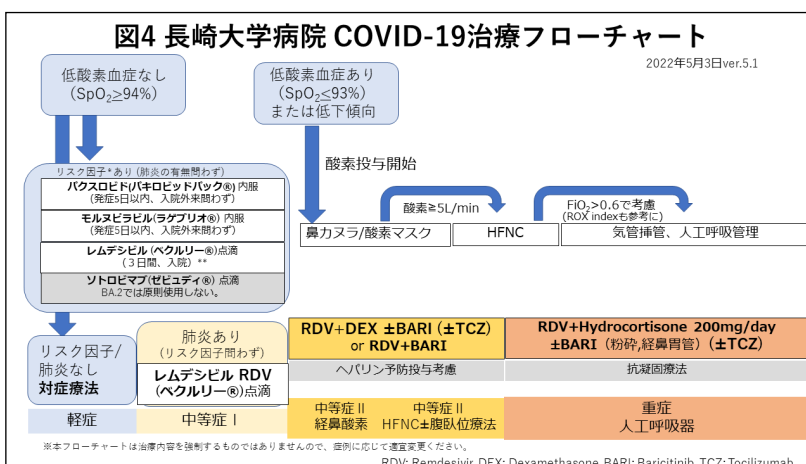 図4 長崎大学病院 COVID-19治療フローチャート
2022年5月3日ver.5.1
低酸素血症なし
(SpO₂≥94%)
低酸素血症あり
(SpO₂≤93%)
または低下傾向
酸素投与開始
リスク因子*あり (肺炎の有無問わず)
パクスロビド(パキロビッドパック®) 内服
(発症5日以内、入院外来問わず)
モルヌピラビル(ラゲブリオ®) 内服
(発症5日以内、入院外来問わず)
レムデシビル (ベクルリー®)点滴
(３日間、入院) **
ソトロビマブ(ゼビュディ®) 点滴
BA.2では原則使用しない。
酸素≧5L/min
FiO₂>0.6で考慮
(ROX indexも参考に)
鼻カヌラ/酸素マスク
HFNC
気管挿管、人工呼吸管理
リスク因子/
肺炎なし
対症療法
肺炎あり
(リスク因子問わず)
レムデシビル RDV
(ベクルリー®)点滴
RDV+DEX ±BARI (±TCZ)
or RDV+BARI
RDV+Hydrocortisone 200mg/day
±BARI（粉砕,経鼻胃管）(±TCZ)
ヘパリン予防投与考慮
抗凝固療法
軽症
中等症Ⅰ
中等症Ⅱ
経鼻酸素
中等症Ⅱ
HFNC±腹臥位療法
重症
人工呼吸器
※本フローチャートは治療内容を強制するものではありませんので、症例に応じて適宜変更ください。
RDV: Remdesivir, DEX: Dexamethasone, BARI: Baricitinib, TCZ: Tocilizumab